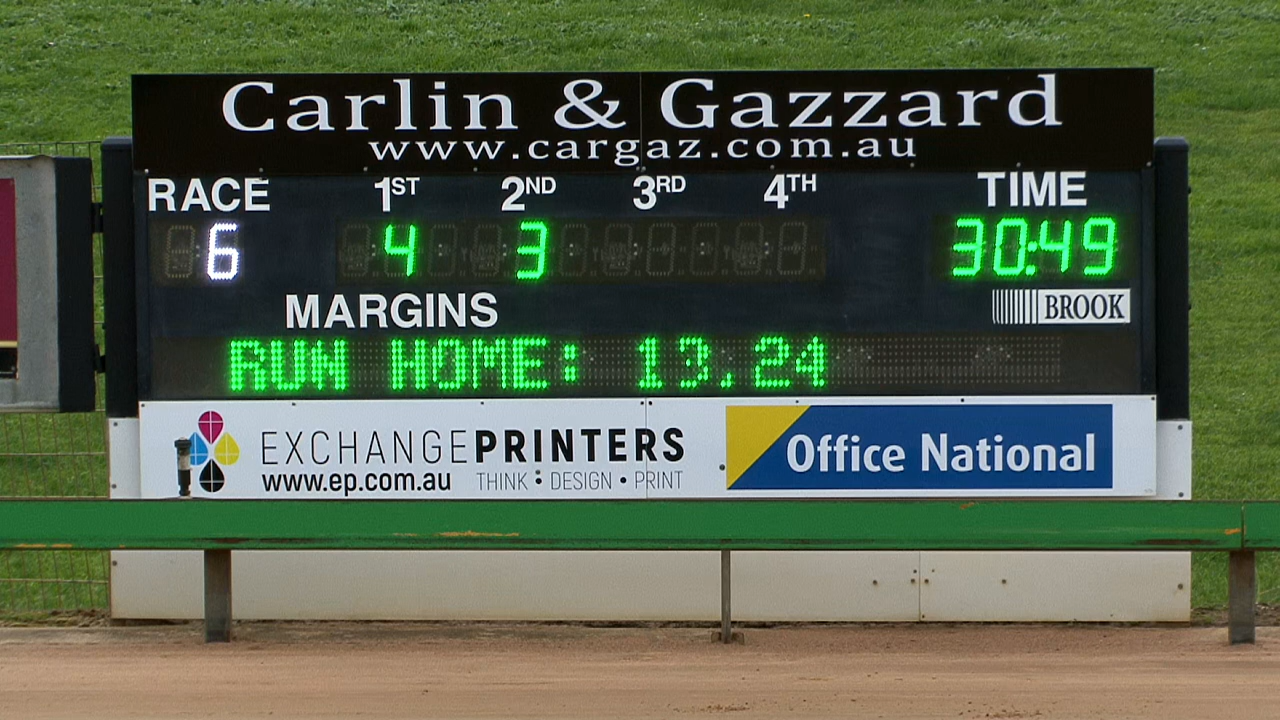 Carlin & Gazzard
www.cargaz.com.au
RACE 1ST 2ND 3RD 4TH TIME
6 4 3 30:49
MARGINS
BROOK
RUN HOME: 13.24
EXCHANGEPRINTERS
www.ep.com.au THINK : DESIGN • PRINT
Office National